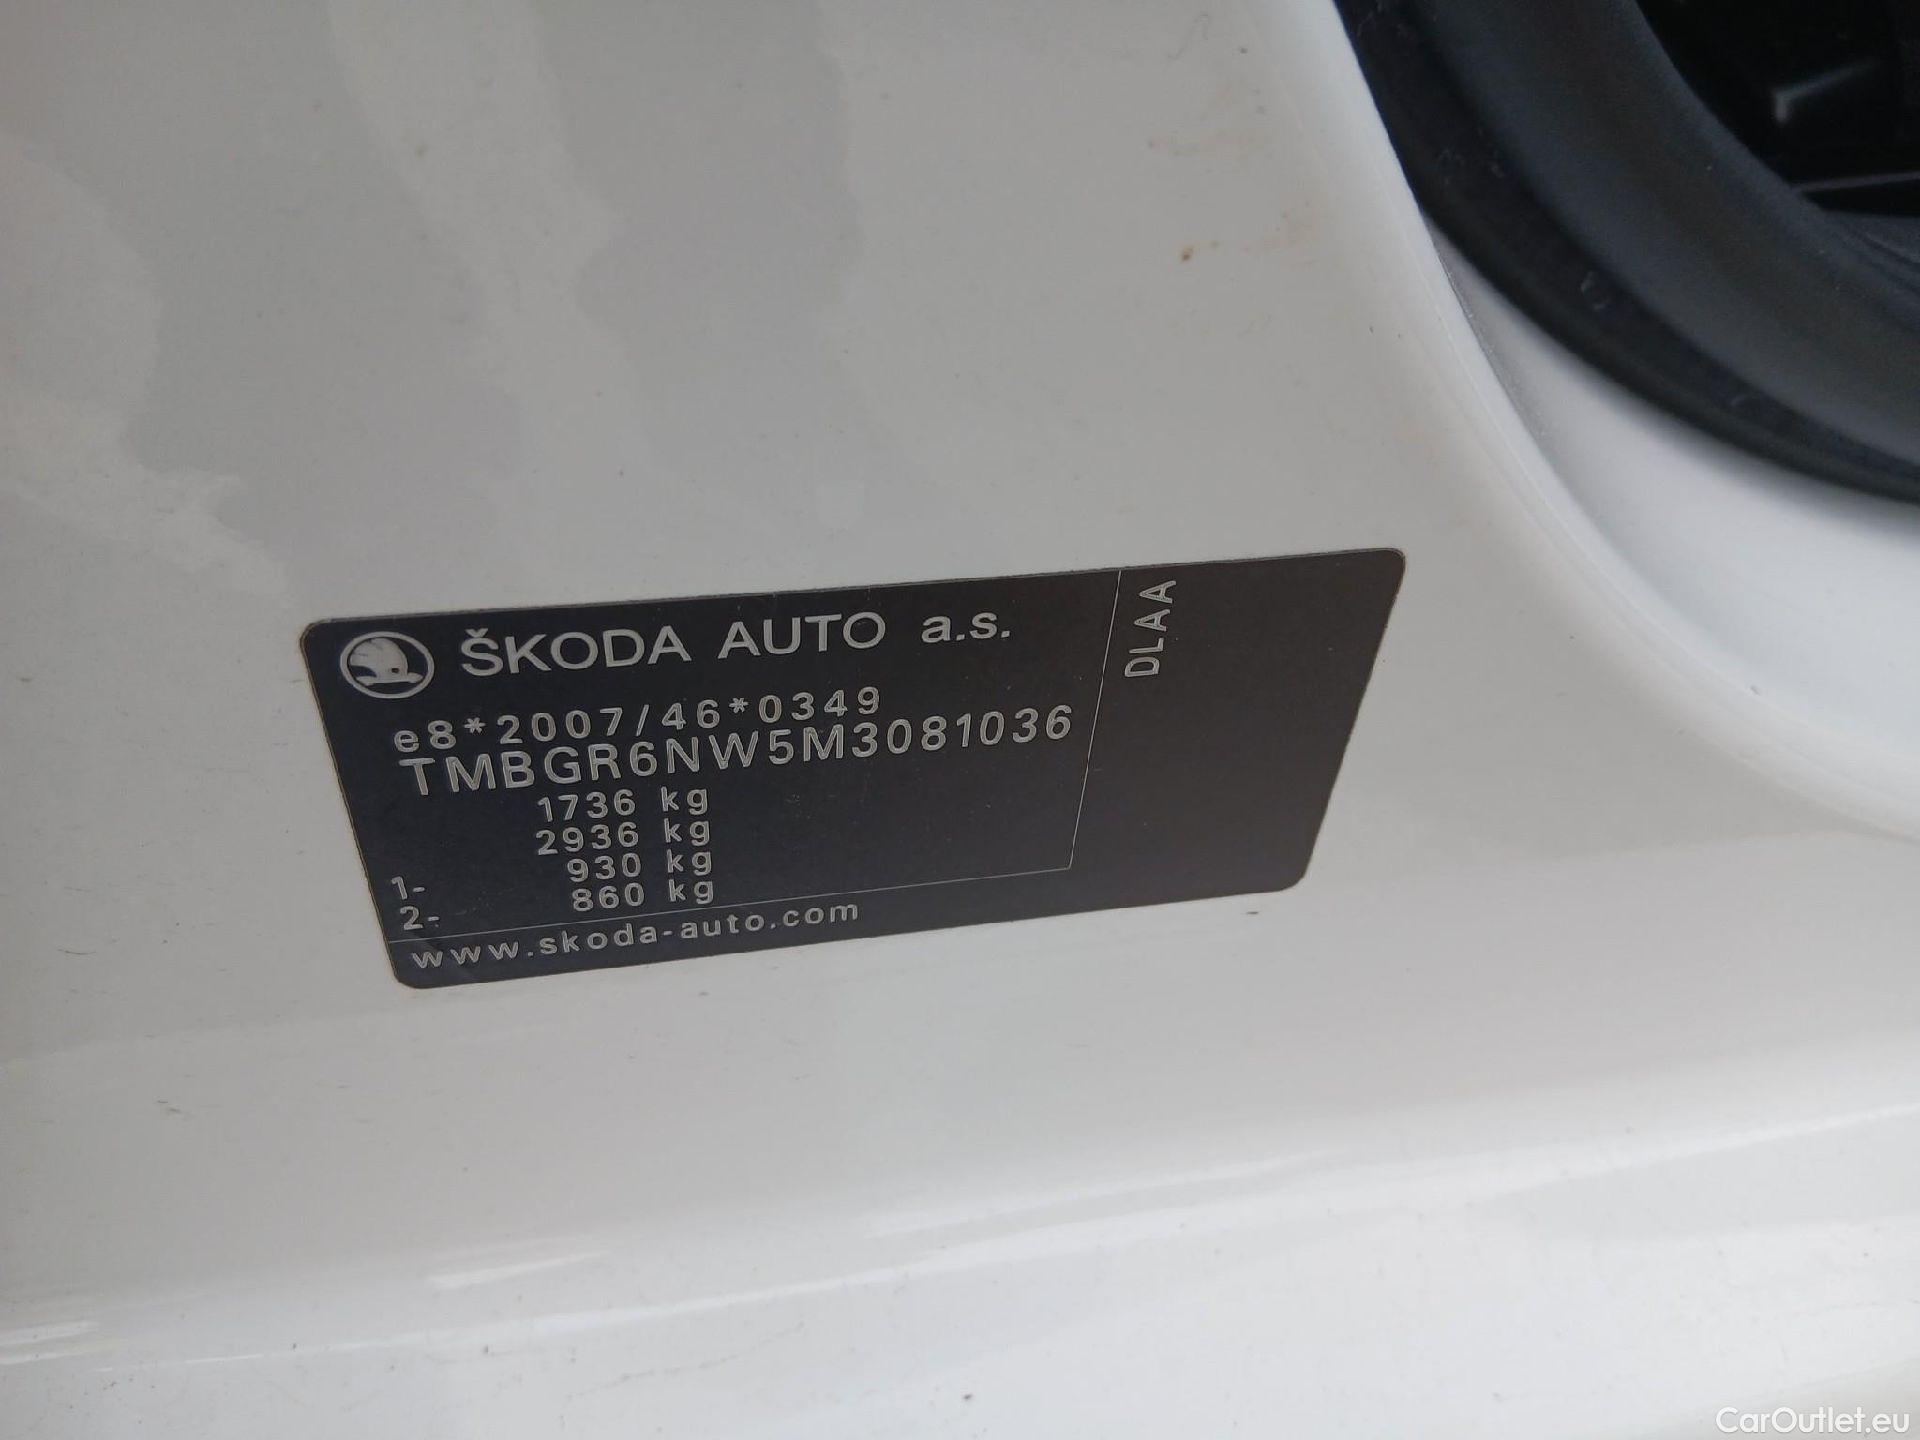 ŠKODA AUTO a.s.
e8*2007/46*0349
TMBGR6NW5M3081036
1736 kg
2936 kg
1- 930 kg
2- 860 kg
www.skoda-auto.com
DLAA
CarOutlet.eu